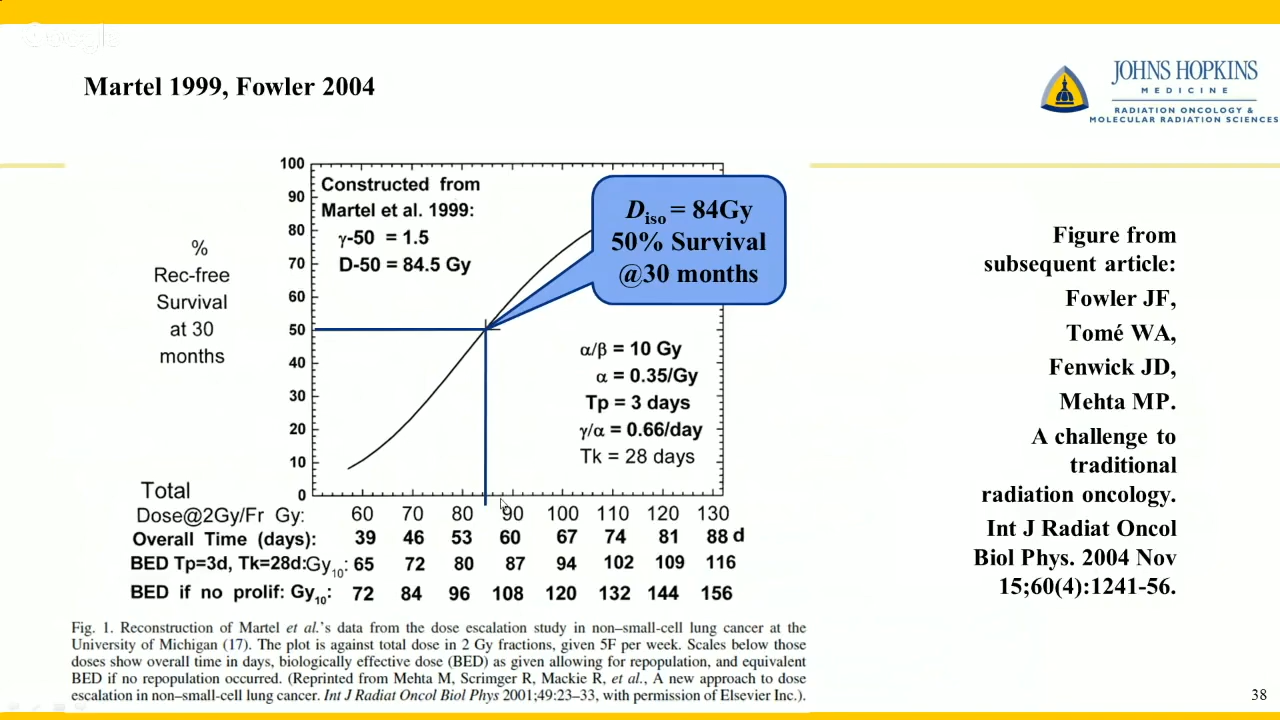 Google
Martel 1999, Fowler 2004
JOHNS HOPKINS
MEDICINE
RADIATION ONCOLOGY &
MOLECULAR RADIATION SCIENCES
%
Rec-free
Survival
at 30
months
100
90
80
70
60
50
40
30
20
10
0
Constructed from
Martel et al. 1999:
γ-50 = 1.5
D-50 = 84.5 Gy
Diso = 84Gy
50% Survival
@30 months
α/β = 10 Gy
α = 0.35/Gy
Tp = 3 days
γ/α = 0.66/day
Tk = 28 days
Total
Dose@2Gy/Fr Gy: 60 70 80 90 100 110 120 130
Overall Time (days): 39 46 53 60 67 74 81 88 d
BED Tp=3d, Tk=28d:Gy10: 65 72 80 87 94 102 109 116
BED if no prolif: Gy10: 72 84 96 108 120 132 144 156
Fig. 1. Reconstruction of Martel et al.'s data from the dose escalation study in non–small-cell lung cancer at the
University of Michigan (17). The plot is against total dose in 2 Gy fractions, given 5F per week. Scales below those
doses show overall time in days, biologically effective dose (BED) as given allowing for repopulation, and equivalent
BED if no repopulation occurred. (Reprinted from Mehta M, Scrimger R, Mackie R, et al., A new approach to dose
escalation in non–small-cell lung cancer. Int J Radiat Oncol Biol Phys 2001;49:23–33, with permission of Elsevier Inc.).
Figure from
subsequent article:
Fowler JF,
Tomé WA,
Fenwick JD,
Mehta MP.
A challenge to
traditional
radiation oncology.
Int J Radiat Oncol
Biol Phys. 2004 Nov
15;60(4):1241-56.
38